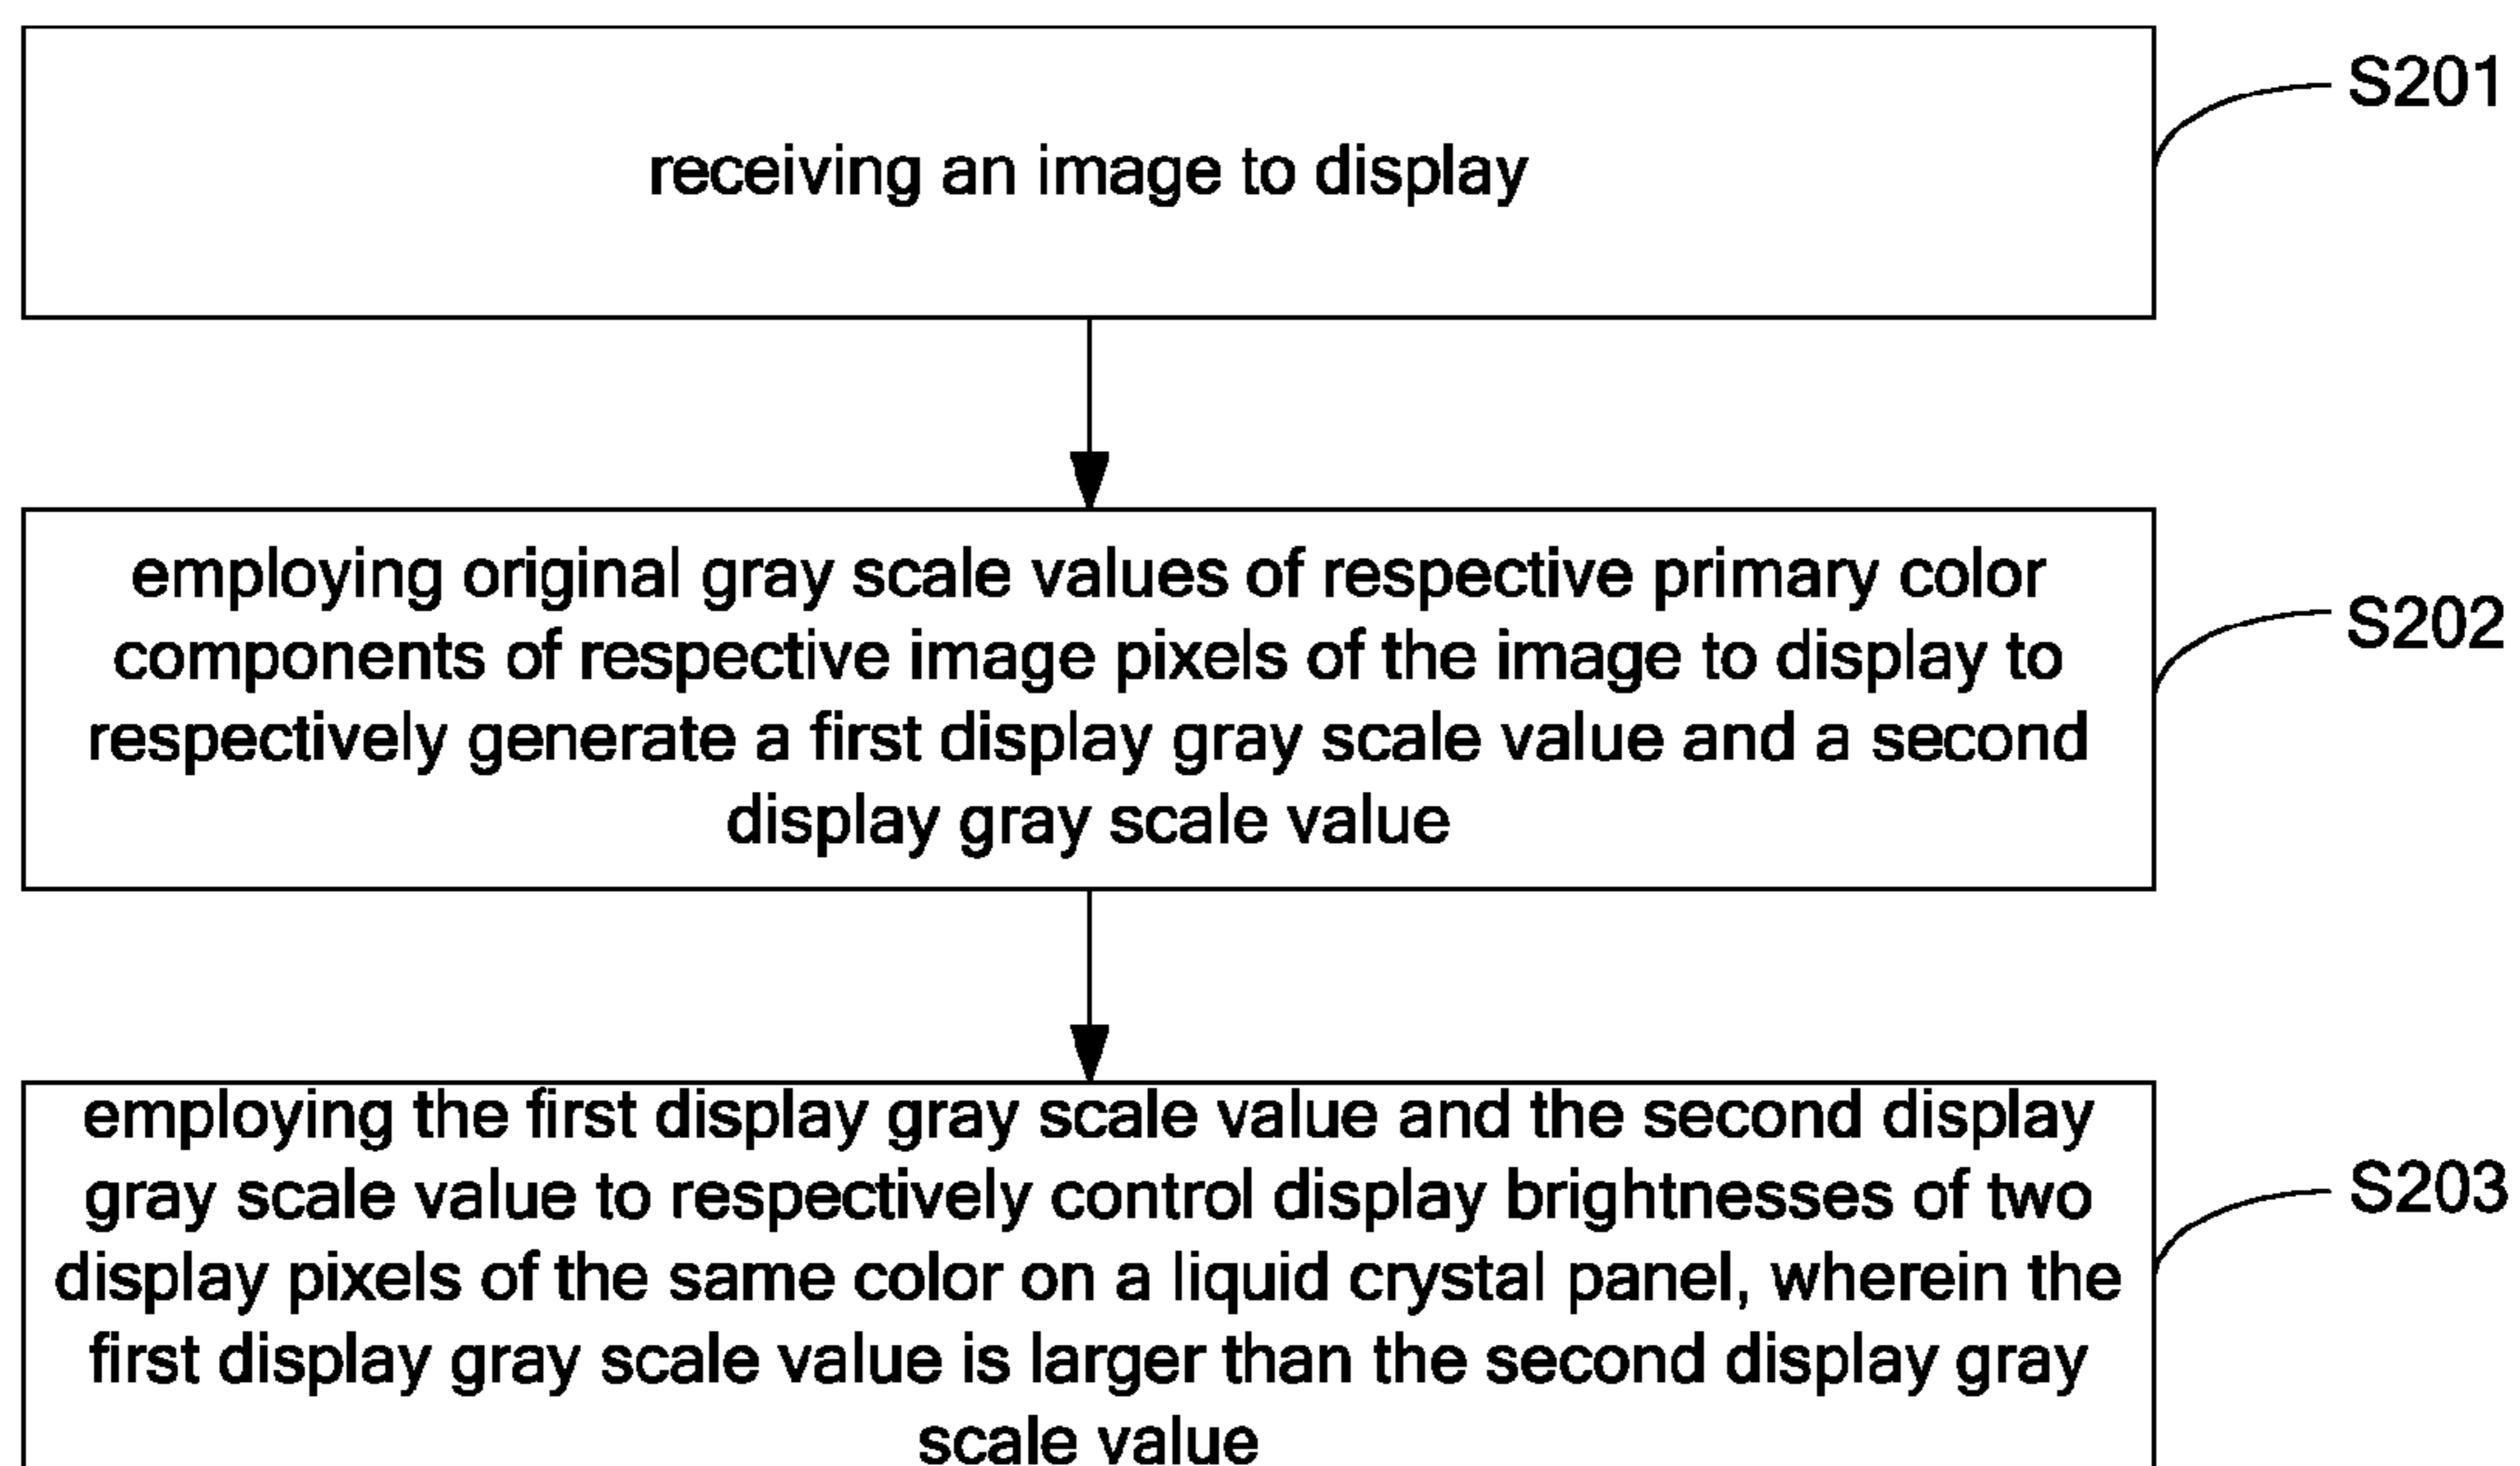 receiving an image to display
S201
employing original gray scale values of respective primary color
components of respective image pixels of the image to display to
respectively generate a first display gray scale value and a second
display gray scale value
S202
employing the first display gray scale value and the second display
gray scale value to respectively control display brightnesses of two
display pixels of the same color on a liquid crystal panel, wherein the
first display gray scale value is larger than the second display gray
scale value
S203